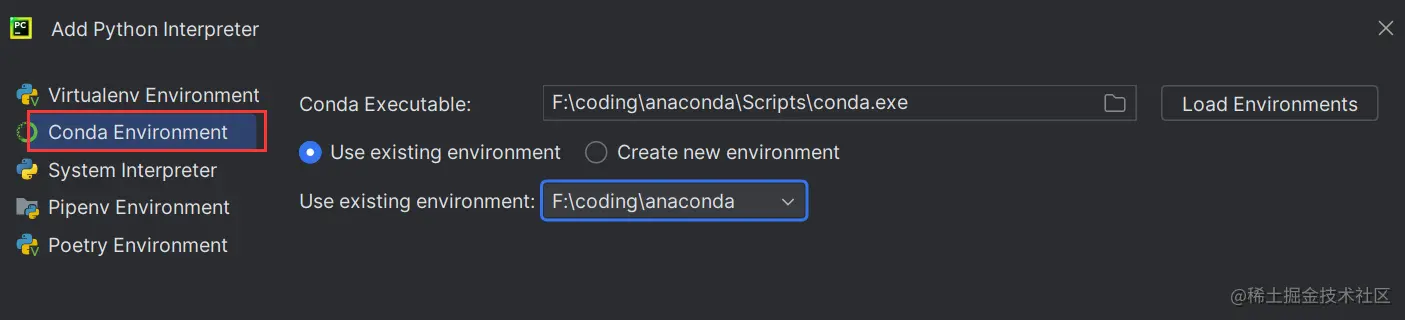 Add Python Interpreter
Virtualenv Environment
Conda Environment
System Interpreter
Pipenv Environment
Poetry Environment
Conda Executable: F:\coding\anaconda\Scripts\conda.exe Load Environments
Use existing environment Create new environment
Use existing environment: F:\coding\anaconda
@稀土掘金技术社区